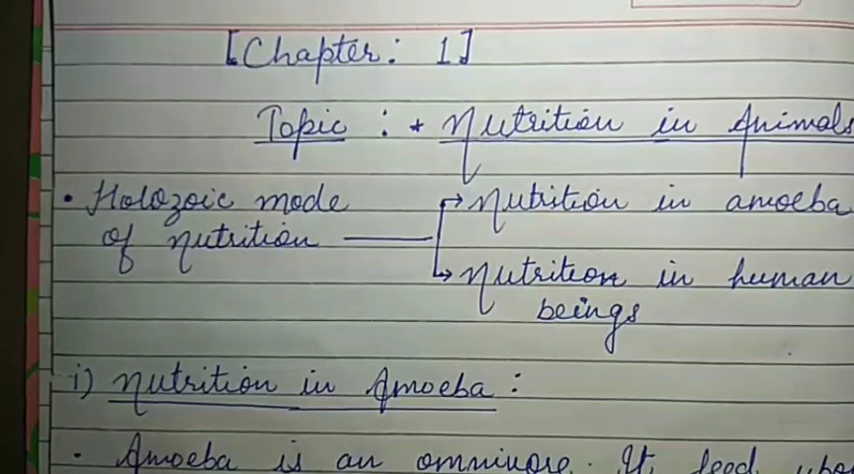 [Chapter: 1]
Topic : * Nutrition in Animals
• Holozoic mode
of nutrition → nutrition in amoeba
→ nutrition in human
beings
i) nutrition in Amoeba :
• Amoeba is an omnivore. It feed upo